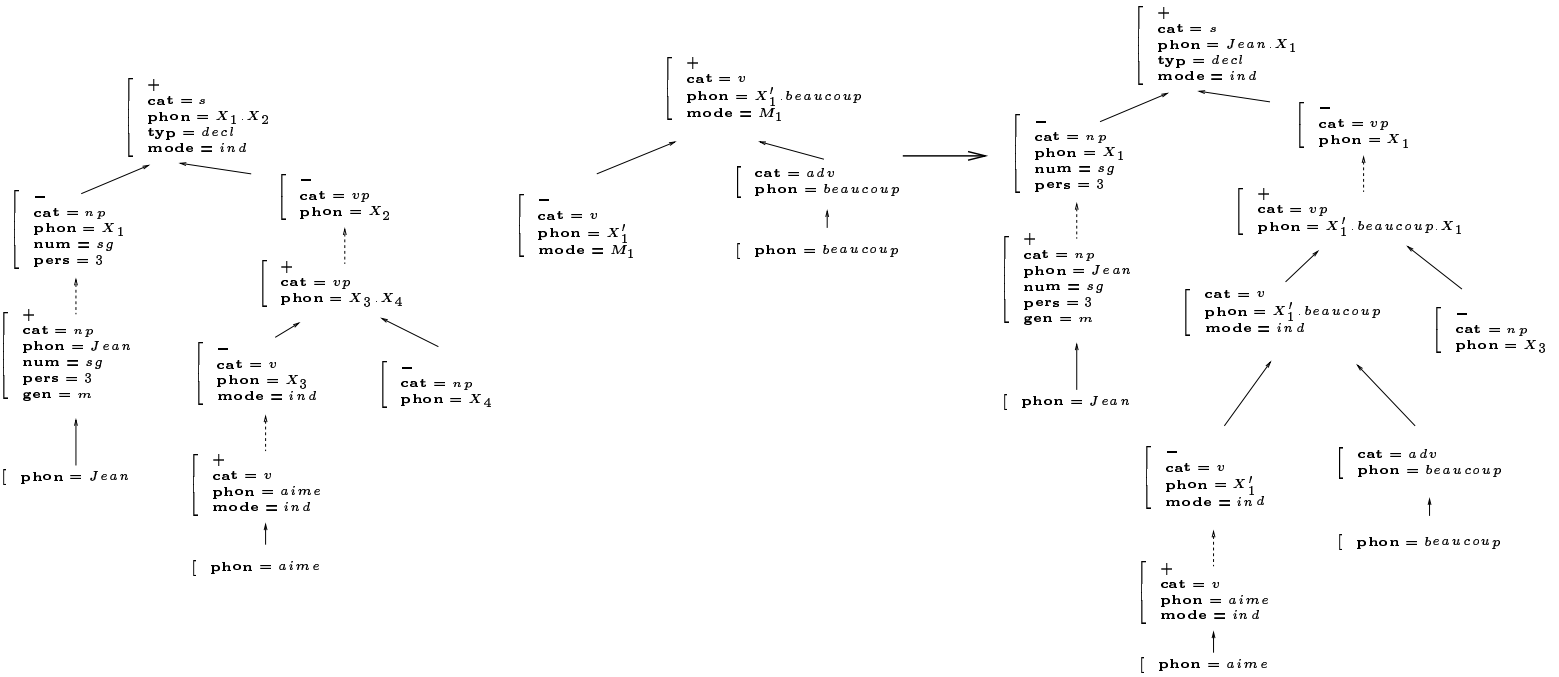 +
cat = s
phon = X₁.X₂
typ = decl
mode = ind
−
cat = np
phon = X₁
num = sg
pers = 3
−
cat = vp
phon = X₂
+
cat = np
phon = Jean
num = sg
pers = 3
gen = m
[ phon = Jean
+
cat = vp
phon = X₃.X₄
−
cat = v
phon = X₃
mode = ind
−
cat = np
phon = X₄
+
cat = v
phon = aime
mode = ind
[ phon = aime
+
cat = v
phon = X₁′.beaucoup
mode = M₁
−
cat = v
phon = X₁′
mode = M₁
cat = adv
phon = beaucoup
[ phon = beaucoup
+
cat = s
phon = Jean.X₁
typ = decl
mode = ind
−
cat = np
phon = X₁
num = sg
pers = 3
−
cat = vp
phon = X₁
+
cat = np
phon = Jean
num = sg
pers = 3
gen = m
[ phon = Jean
+
cat = vp
phon = X₁′.beaucoup.X₁
cat = v
phon = X₁′.beaucoup
mode = ind
−
cat = np
phon = X₃
−
cat = v
phon = X₁′
mode = ind
cat = adv
phon = beaucoup
[ phon = beaucoup
+
cat = v
phon = aime
mode = ind
[ phon = aime